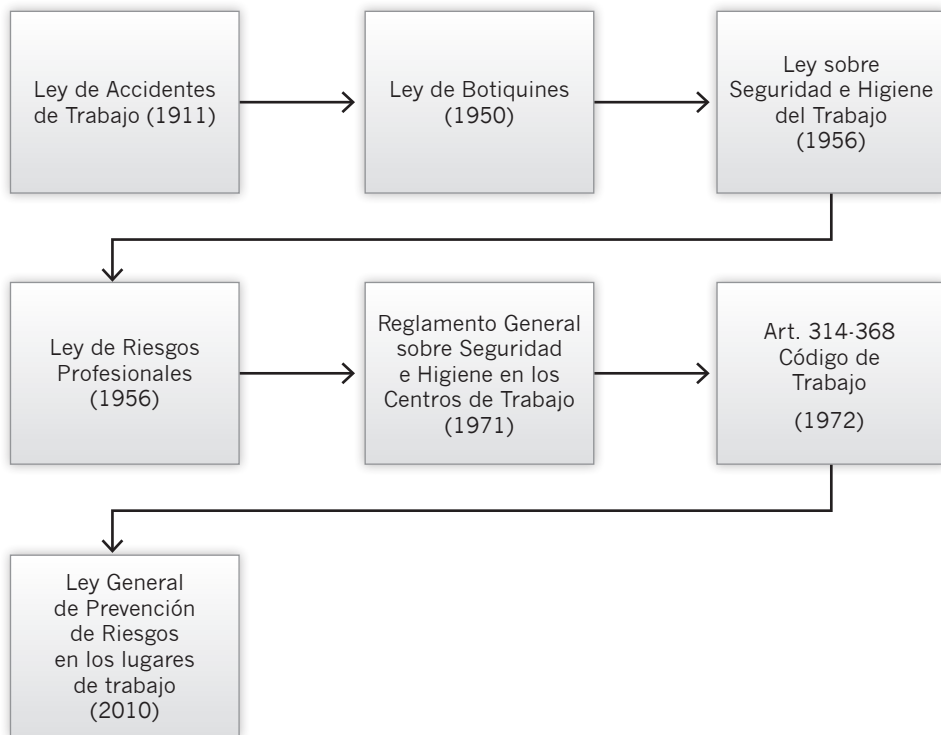 Ley de Accidentes
de Trabajo (1911)
Ley de Botiquines
(1950)
Ley sobre
Seguridad e Higiene
del Trabajo
(1956)
Ley de Riesgos
Profesionales
(1956)
Reglamento General
sobre Seguridad
e Higiene en los
Centros de Trabajo
(1971)
Art. 314-368
Código de
Trabajo
(1972)
Ley General
de Prevención
de Riesgos
en los lugares
de trabajo
(2010)